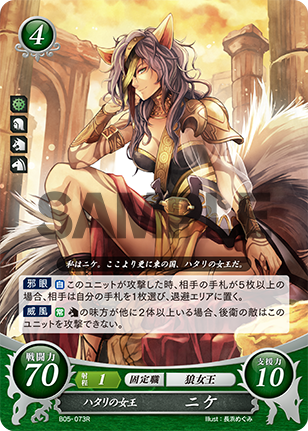 4
SAMPLE
私はニケ。ここより更に東の国、ハタリの女王だ。
邪眼 自 このユニットが攻撃した時、相手の手札が5枚以上の
場合、相手は自分の手札を1枚選び、退避エリアに置く。
威風 常 の味方が他に2体以上いる場合、後衛の敵はこの
ユニットを攻撃できない。
戦闘力 70
射程 1 固定職 狼女王
支援力 10
ハタリの女王 ニケ
B05-073R Illust:長浜めぐみ